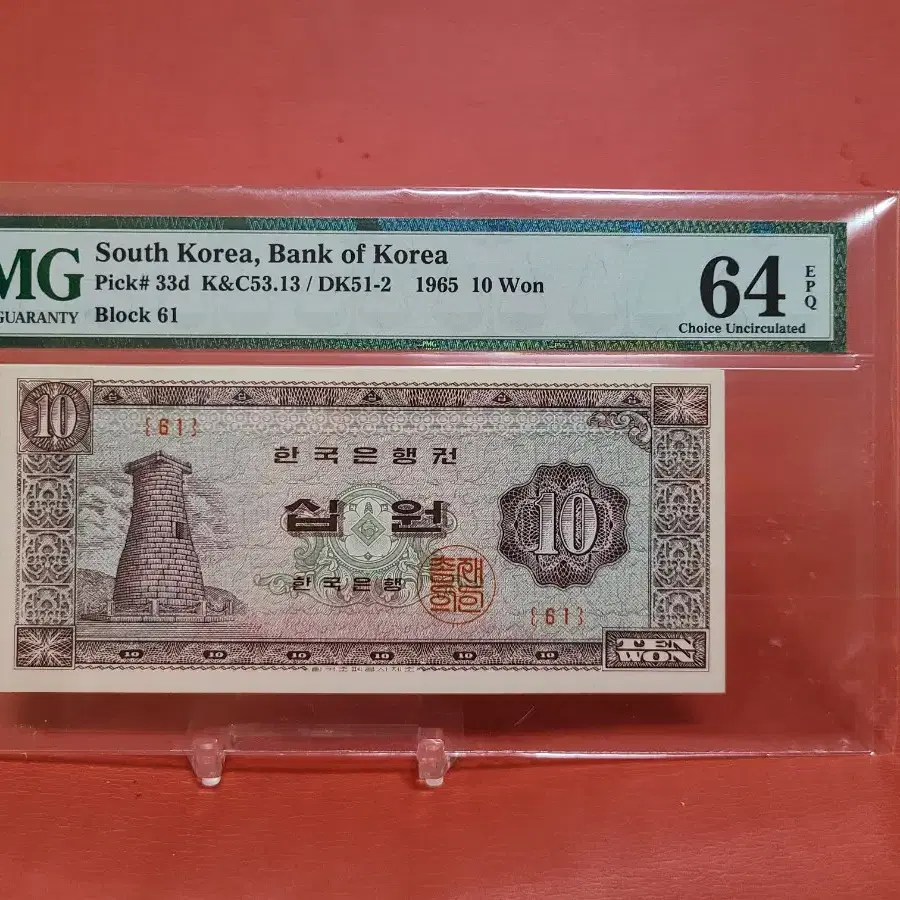 MG
South Korea, Bank of Korea
Pick# 33d K&C53.13 / DK51-2 1965 10 Won
GUARANTY
Block 61
64
EPQ
Choice Uncirculated
10
{61}
한국은행권
십 원
10
한국은행
{61}
10 10 10 10 10 10
TEN
WON